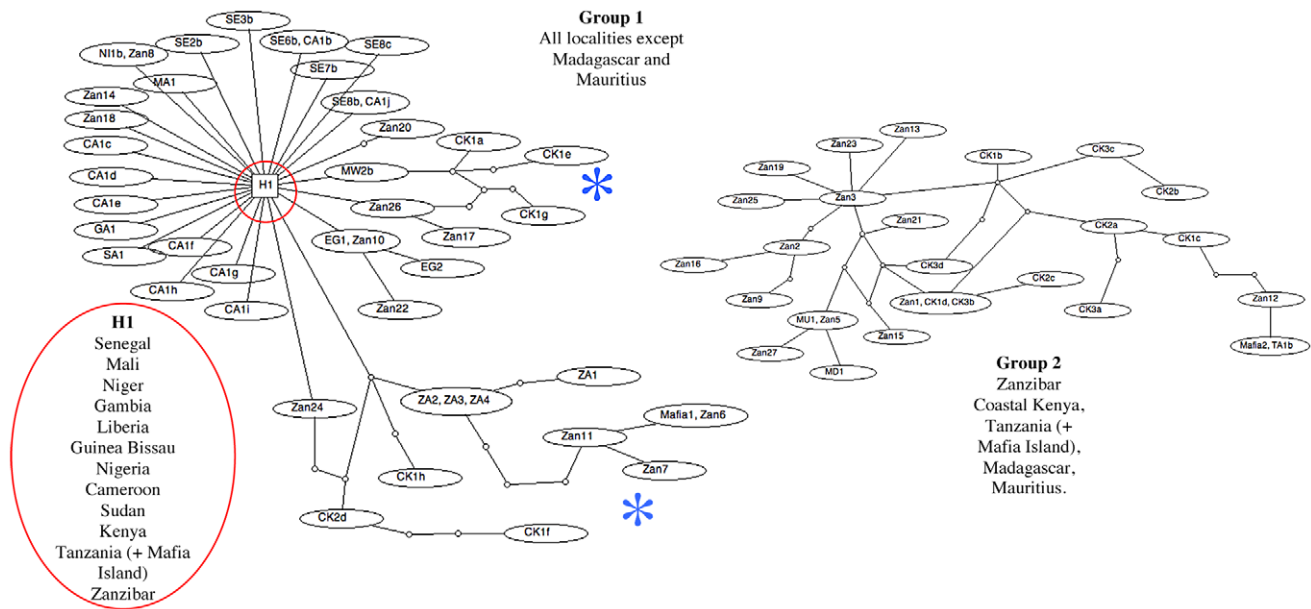 SE3b
SE2b
SE6b, CA1b
SE8c
NI1b, Zan8
SE7b
MA1
SE8b, CA1j
Zan14
Zan18
Zan20
CA1c
CK1a
CK1e
CA1d
H1
MW2b
CA1e
Zan26
CK1g
GA1
Zan17
SA1
CA1f
EG1, Zan10
EG2
CA1g
CA1h
CA1i
Zan22
Zan24
ZA2, ZA3, ZA4
ZA1
Mafia1, Zan6
Zan11
Zan7
CK1h
CK2d
CK1f
Group 1
All localities except
Madagascar and
Mauritius
H1
Senegal
Mali
Niger
Gambia
Liberia
Guinea Bissau
Nigeria
Cameroon
Sudan
Kenya
Tanzania (+ Mafia
Island)
Zanzibar
Zan13
Zan23
CK1b
CK3c
Zan19
CK2b
Zan25
Zan3
Zan21
CK2a
Zan2
CK1c
Zan16
CK3d
CK2c
Zan9
Zan1, CK1d, CK3b
Zan12
CK3a
MU1, Zan5
Zan15
Mafia2, TA1b
Zan27
MD1
Group 2
Zanzibar
Coastal Kenya,
Tanzania (+
Mafia Island),
Madagascar,
Mauritius.